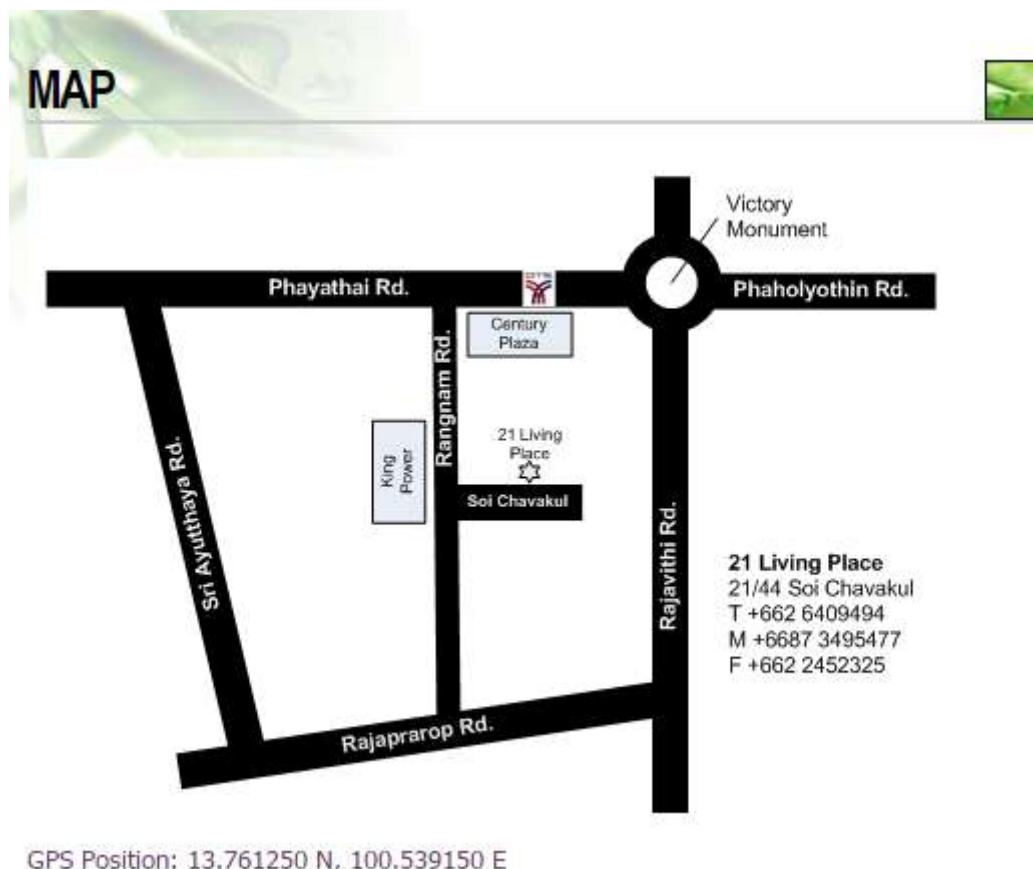 MAP
Victory
Monument
Phayathai Rd.
BTS
Phaholyothin Rd.
Century
Plaza
Rangnam Rd.
21 Living
Place
King
Power
Soi Chavakul
Sri Ayutthaya Rd.
Rajavithi Rd.
21 Living Place
21/44 Soi Chavakul
T +662 6409494
M +6687 3495477
F +662 2452325
Rajaprarop Rd.
GPS Position: 13.761250 N, 100.539150 E